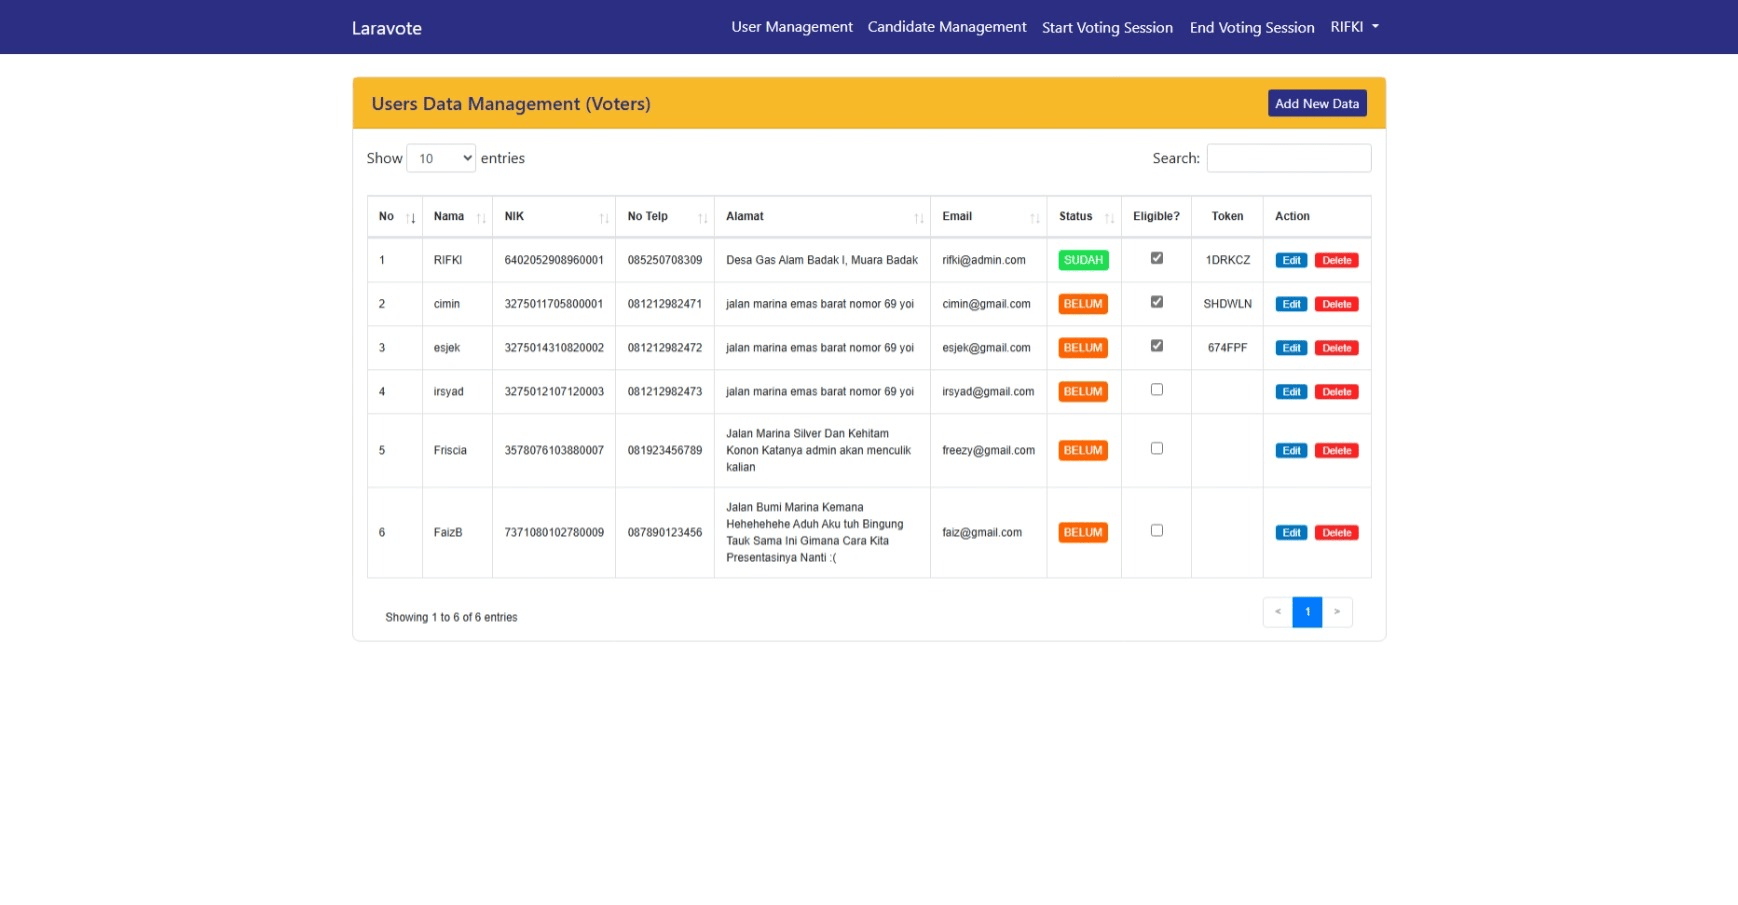 Laravote User Management Candidate Management Start Voting Session End Voting Session RIFKI
Users Data Management (Voters) Add New Data
Show 10 entries Search:
No Nama NIK No Telp Alamat Email Status Eligible? Token Action
1 RIFKI 6402052908960001 085250708309 Desa Gas Alam Badak I, Muara Badak rifki@admin.com SUDAH 1DRKCZ Edit Delete
2 cimin 3275011705800001 081212982471 jalan marina emas barat nomor 69 yoi cimin@gmail.com BELUM SHDWLN Edit Delete
3 esjek 3275014310820002 081212982472 jalan marina emas barat nomor 69 yoi esjek@gmail.com BELUM 674FPF Edit Delete
4 irsyad 3275012107120003 081212982473 jalan marina emas barat nomor 69 yoi irsyad@gmail.com BELUM Edit Delete
Jalan Marina Silver Dan Kehitam
5 Friscia 3578076103880007 081923456789 Konon Katanya admin akan menculik freezy@gmail.com BELUM Edit Delete
kalian
Jalan Bumi Marina Kemana
Hehehehehe Aduh Aku tuh Bingung
6 FaizB 7371080102780009 087890123456 Tauk Sama Ini Gimana Cara Kita faiz@gmail.com BELUM Edit Delete
Presentasinya Nanti :(
Showing 1 to 6 of 6 entries < 1 >